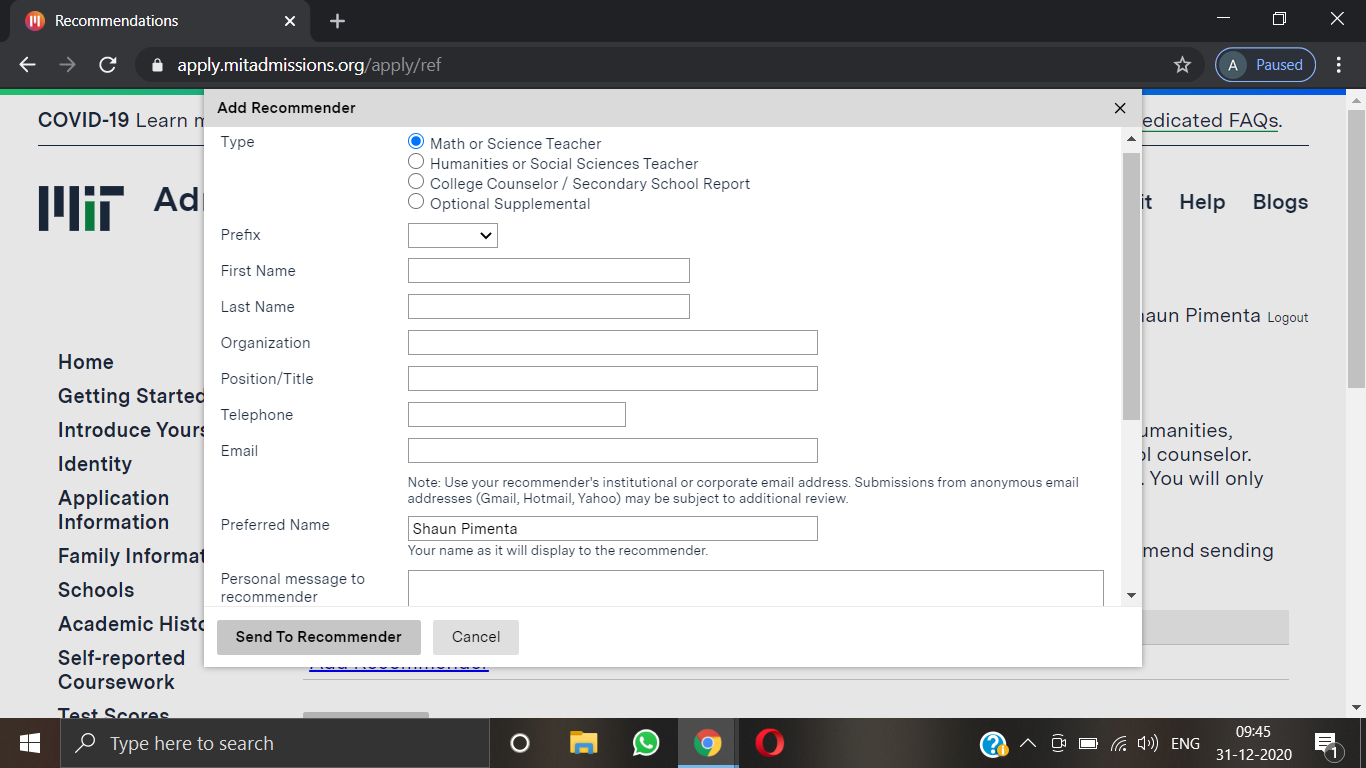 Recommendations
apply.mitadmissions.org/apply/ref
A Paused
COVID-19 Learn
edicated FAQs.
Add Recommender
Type
Math or Science Teacher
Humanities or Social Sciences Teacher
College Counselor / Secondary School Report
Optional Supplemental
MIT Ad
it Help Blogs
Prefix
First Name
Last Name
Organization
Position/Title
Telephone
Email
Note: Use your recommender's institutional or corporate email address. Submissions from anonymous email
addresses (Gmail, Hotmail, Yahoo) may be subject to additional review.
Preferred Name
Shaun Pimenta
Your name as it will display to the recommender.
Personal message to
recommender
Send To Recommender
Cancel
haun Pimenta Logout
Home
Getting Started
Introduce Yours
Identity
Application
Information
Family Informat
Schools
Academic Histo
Self-reported
Coursework
Test Scores
umanities,
ol counselor.
. You will only
mend sending
Add Recommender
Type here to search
ENG
09:45
31-12-2020
1